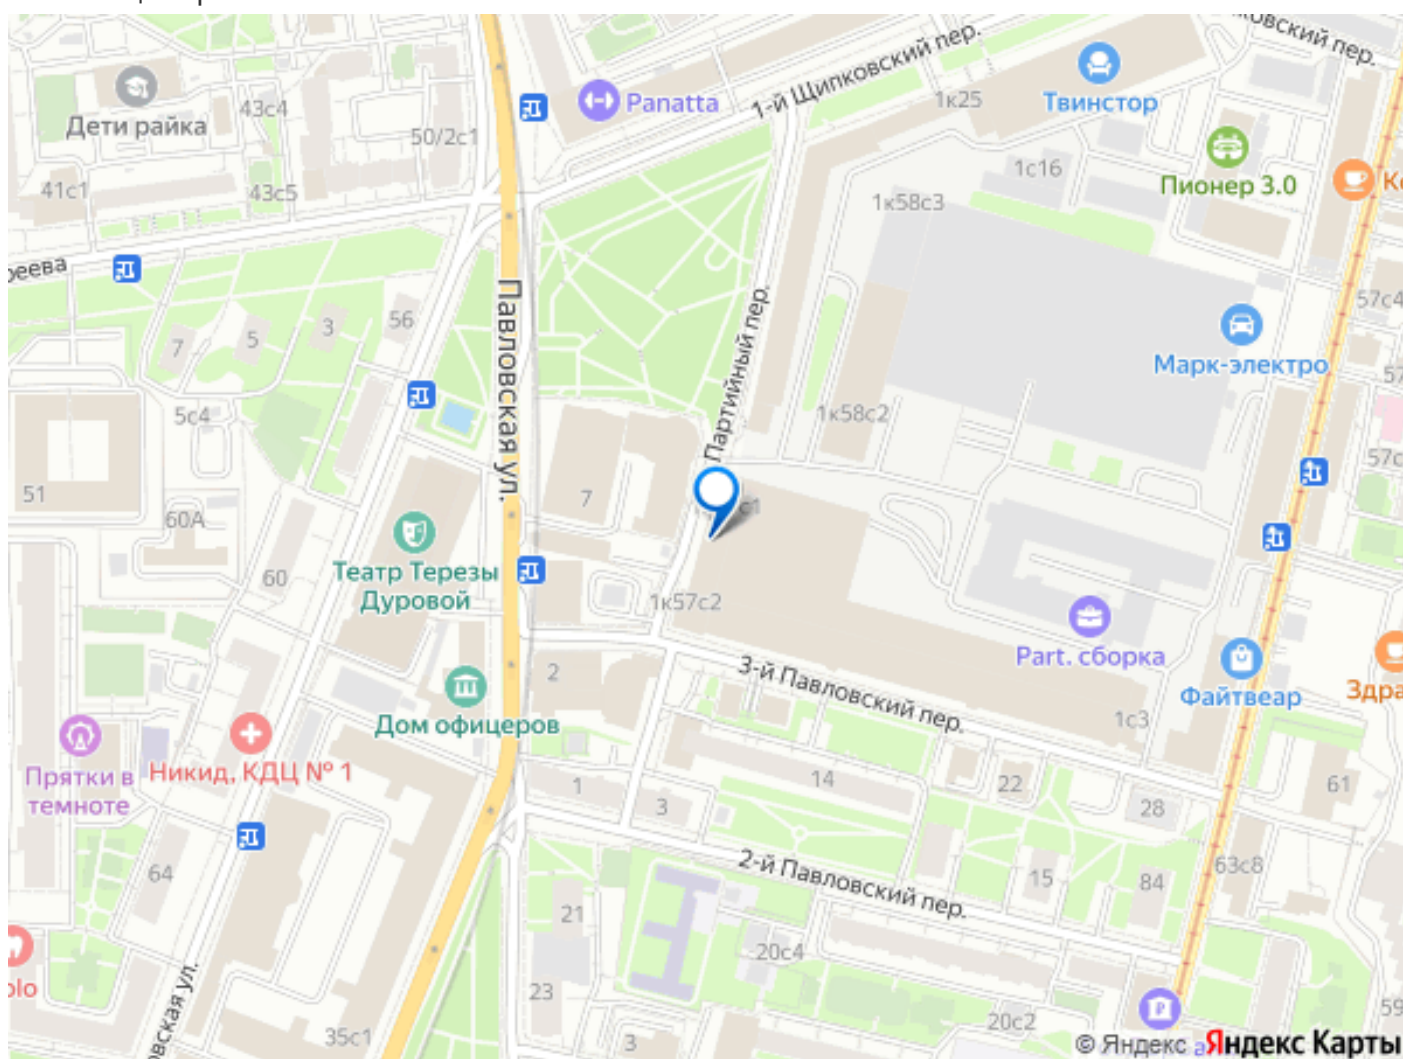 1-й Щипковский пер.
Panatta
Твинстор
1к25
43с4
Дети райка
50/2с1
1с16
Пионер 3.0
41с1
43с5
1к58с3
Павловская ул.
Партийный пер.
57с4
56
3
5
7
Марк-электро
5с4
1к58с2
51
7
60А
60
Театр Терезы
Дуровой
1к57с2
Part. сборка
3-й Павловский пер.
2
Файтвеар
Дом офицеров
1с3
Прятки в
темноте
Никид, КДЦ № 1
14
22
61
1
3
28
2-й Павловский пер.
63с8
64
15
84
21
20с4
23
20с2
35с1
3
© Яндекс
Яндекс Карты